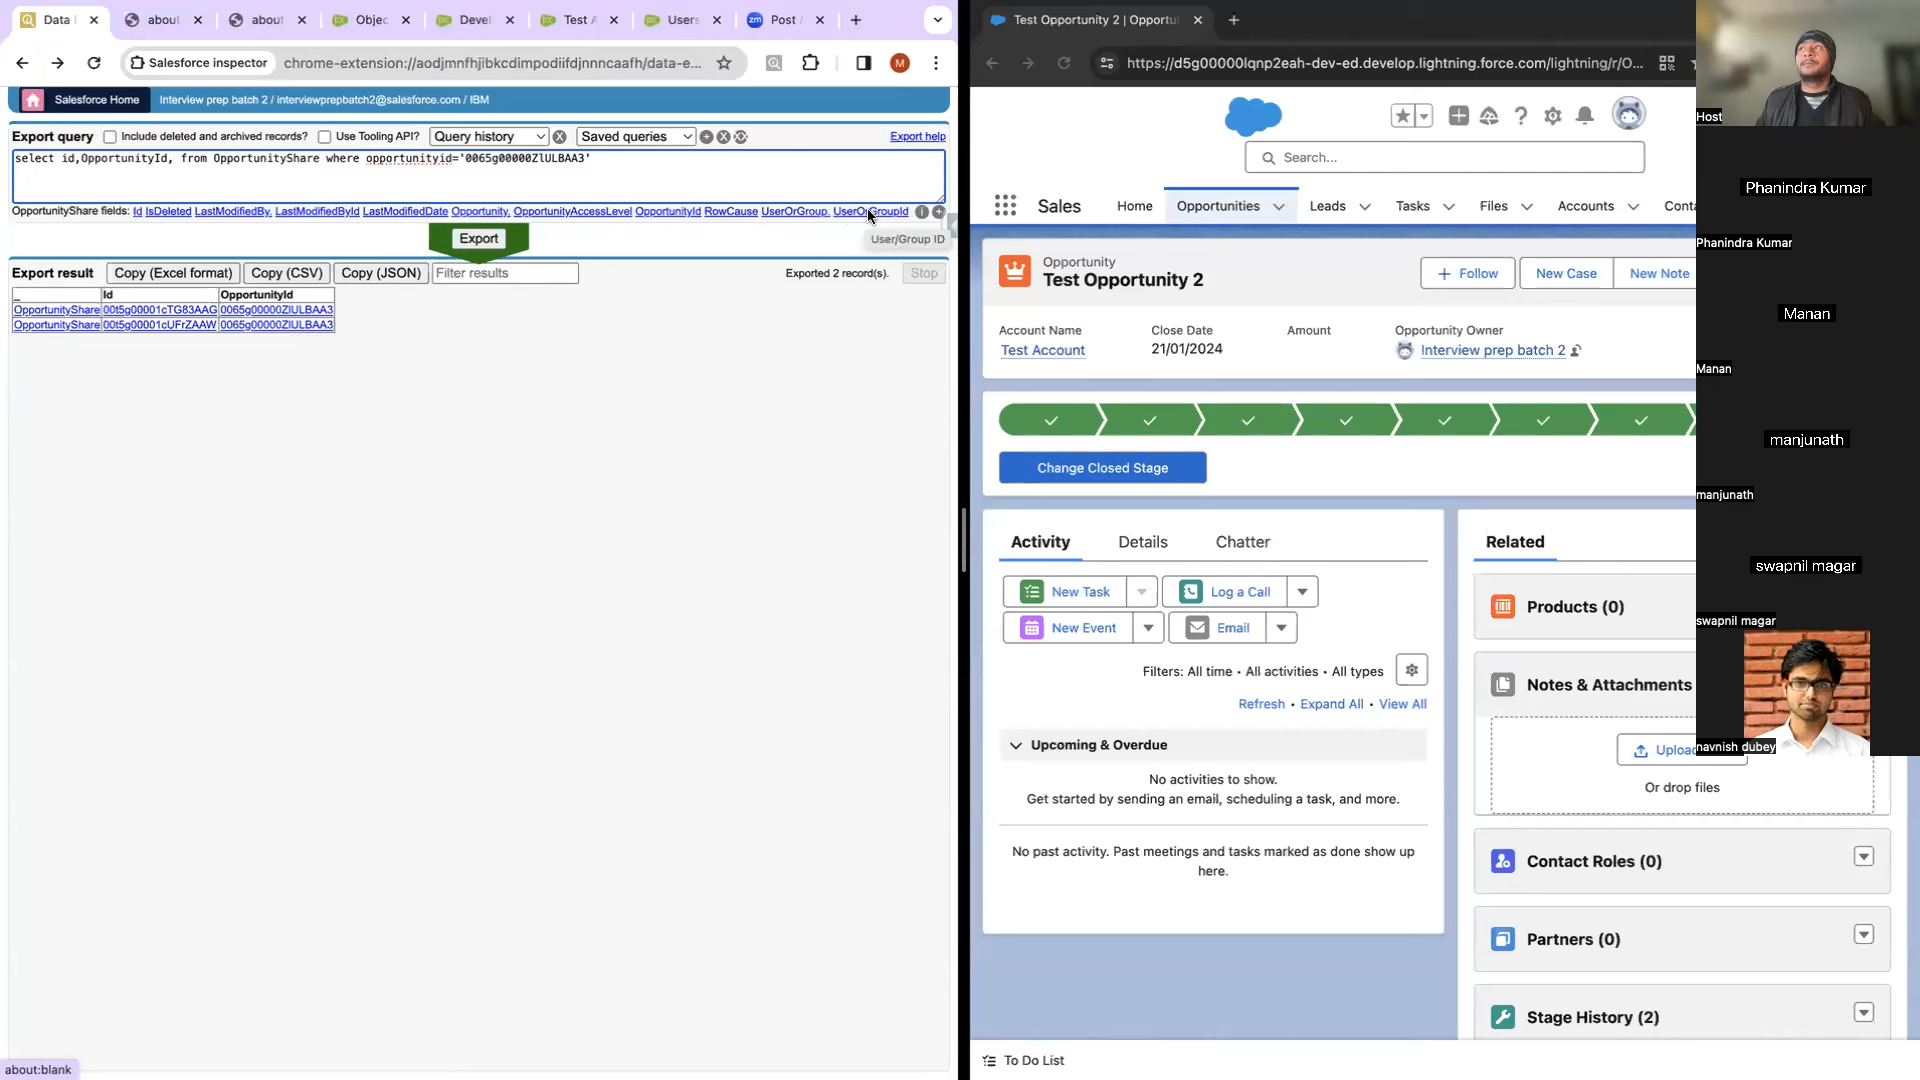 Data
about
about
Objec
Devel
Test A
Users
Post
Salesforce inspector
chrome-extension://aodjmnfhjibkcdimpodiifdjnnncaafh/data-e...
M
Salesforce Home
Interview prep batch 2 / interviewprepbatch2@salesforce.com / IBM
Export query
Include deleted and archived records?
Use Tooling API?
Query history
Saved queries
Export help
select id,OpportunityId, from OpportunityShare where opportunityid='0065g00000ZlULBAA3'
OpportunityShare fields: Id IsDeleted LastModifiedBy. LastModifiedById LastModifiedDate Opportunity. OpportunityAccessLevel OpportunityId RowCause UserOrGroup. UserOrGroupId
Export
User/Group ID
Export result
Copy (Excel format)
Copy (CSV)
Copy (JSON)
Filter results
Exported 2 record(s).
Stop
_ Id OpportunityId
OpportunityShare 00t5g00001cTG83AAG 0065g00000ZlULBAA3
OpportunityShare 00t5g00001cUFrZAAW 0065g00000ZlULBAA3
about:blank
Test Opportunity 2 | Opportu
https://d5g00000lqnp2eah-dev-ed.develop.lightning.force.com/lightning/r/O...
Search...
Sales
Home
Opportunities
Leads
Tasks
Files
Accounts
Conta
Opportunity
Test Opportunity 2
Follow
New Case
New Note
Account Name
Test Account
Close Date
21/01/2024
Amount
Opportunity Owner
Interview prep batch 2
Change Closed Stage
Activity
Details
Chatter
New Task
Log a Call
New Event
Email
Filters: All time • All activities • All types
Refresh • Expand All • View All
Upcoming & Overdue
No activities to show.
Get started by sending an email, scheduling a task, and more.
No past activity. Past meetings and tasks marked as done show up
here.
Related
Products (0)
Notes & Attachments
Upload
Or drop files
Contact Roles (0)
Partners (0)
Stage History (2)
To Do List
Host
Phanindra Kumar
Phanindra Kumar
Manan
Manan
manjunath
manjunath
swapnil magar
swapnil magar
navnish dubey